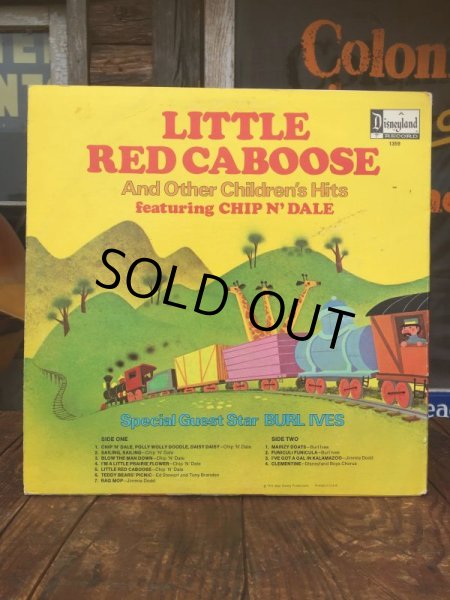 Colon
Disneyland
RECORD
1359
LITTLE
RED CABOOSE
And Other Children's Hits
featuring CHIP N' DALE
SOLD OUT
Special Guest Star BURL IVES
SIDE ONE
1. CHIP 'N' DALE, POLLY WOLLY DOODLE, DAISY DAISY - Chip 'N' Dale
2. SAILING, SAILING - Chip 'N' Dale
3. BLOW THE MAN DOWN - Chip 'N' Dale
4. I'M A LITTLE PRAIRIE FLOWER - Chip 'N' Dale
5. LITTLE RED CABOOSE - Chip 'N' Dale
6. TEDDY BEARS' PICNIC - Ed Stewart and Tony Brandon
7. RAG MOP - Jimmy Dodd
SIDE TWO
1. MAIRZY DOATS - Burl Ives
2. FUNICULI FUNICULA - Burl Ives
3. I'VE GOT A GAL IN KALAMAZOO - Jimmy Dodd
4. CLEMENTINE - Disneyland Boys Chorus